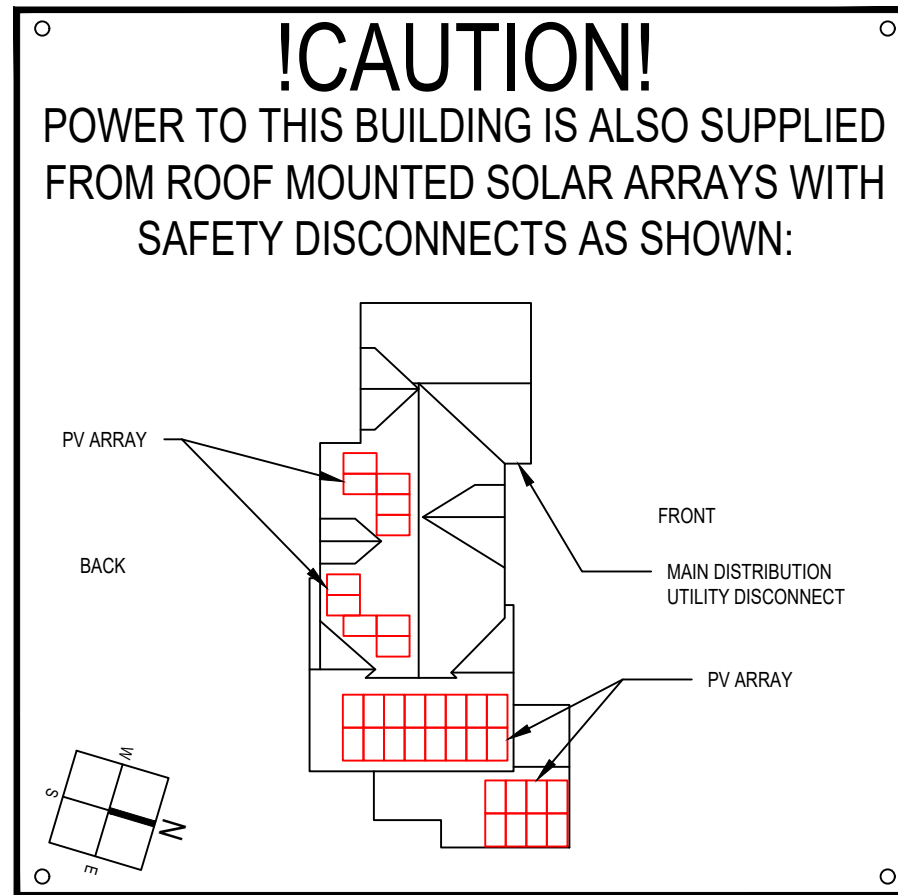 !CAUTION!
POWER TO THIS BUILDING IS ALSO SUPPLIED
FROM ROOF MOUNTED SOLAR ARRAYS WITH
SAFETY DISCONNECTS AS SHOWN:
PV ARRAY
FRONT
BACK
MAIN DISTRIBUTION
UTILITY DISCONNECT
PV ARRAY
W
S
N
E